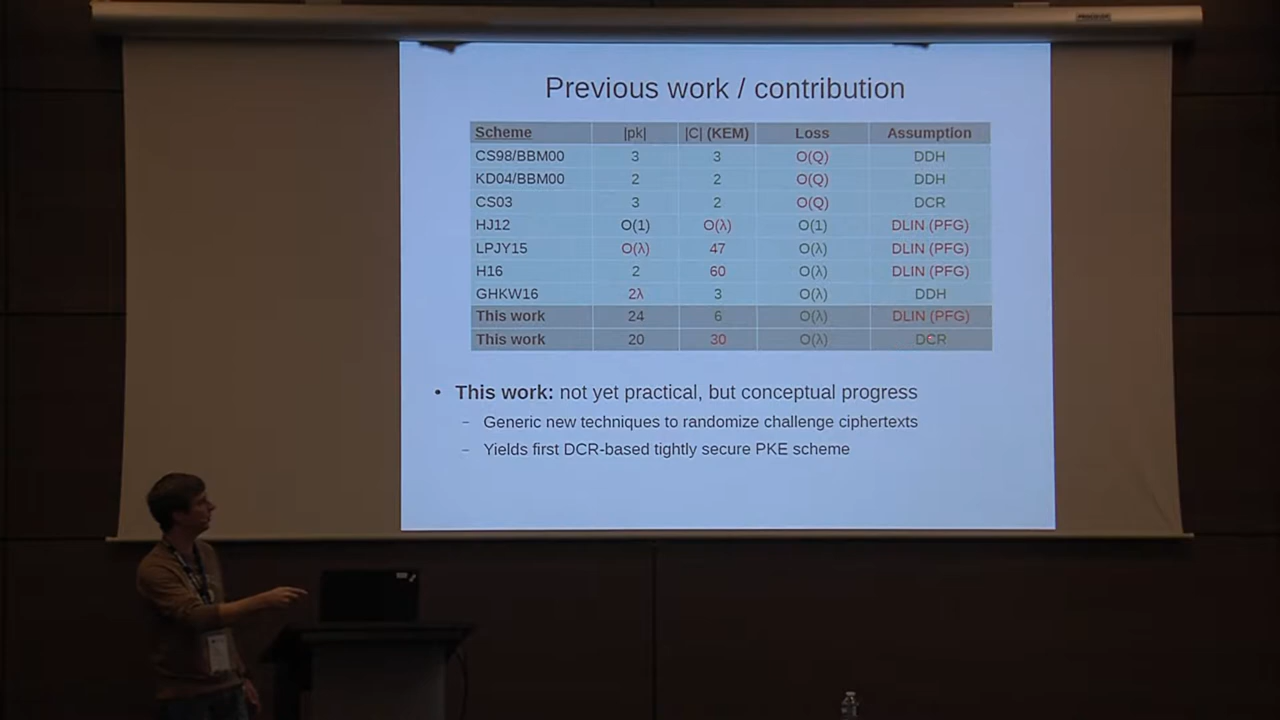 Previous work / contribution
Scheme |pk| |C| (KEM) Loss Assumption
CS98/BBM00 3 3 O(Q) DDH
KD04/BBM00 2 2 O(Q) DDH
CS03 3 2 O(Q) DCR
HJ12 O(1) O(λ) O(1) DLIN (PFG)
LPJY15 O(λ) 47 O(λ) DLIN (PFG)
H16 2 60 O(λ) DLIN (PFG)
GHKW16 2λ 3 O(λ) DDH
This work 24 6 O(λ) DLIN (PFG)
This work 20 30 O(λ) DCR
• This work: not yet practical, but conceptual progress
– Generic new techniques to randomize challenge ciphertexts
– Yields first DCR-based tightly secure PKE scheme